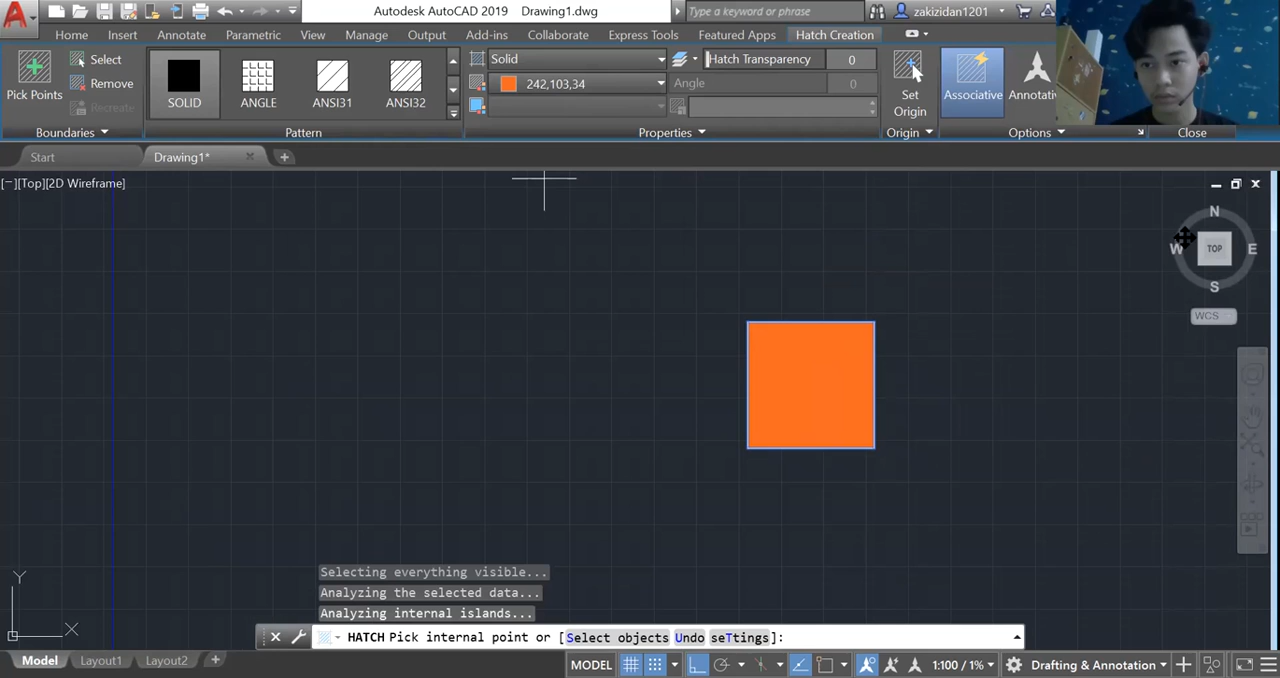 Autodesk AutoCAD 2019 Drawing1.dwg
Type a keyword or phrase
zakizidan1201
Home Insert Annotate Parametric View Manage Output Add-ins Collaborate Express Tools Featured Apps Hatch Creation
Pick Points
Select
Remove
Recreate
Boundaries
SOLID
ANGLE
ANSI31
ANSI32
Pattern
Solid
242,103,34
Hatch Transparency 0
Angle 0
Properties
Set
Origin
Origin
Associative
Annotati
Options
Close
Start
Drawing1*
[−][Top][2D Wireframe]
N
W TOP E
S
WCS
Y
X
Selecting everything visible...
Analyzing the selected data...
Analyzing internal islands...
HATCH Pick internal point or [Select objects Undo seTtings]:
Model Layout1 Layout2
MODEL
1:100 / 1%
Drafting & Annotation